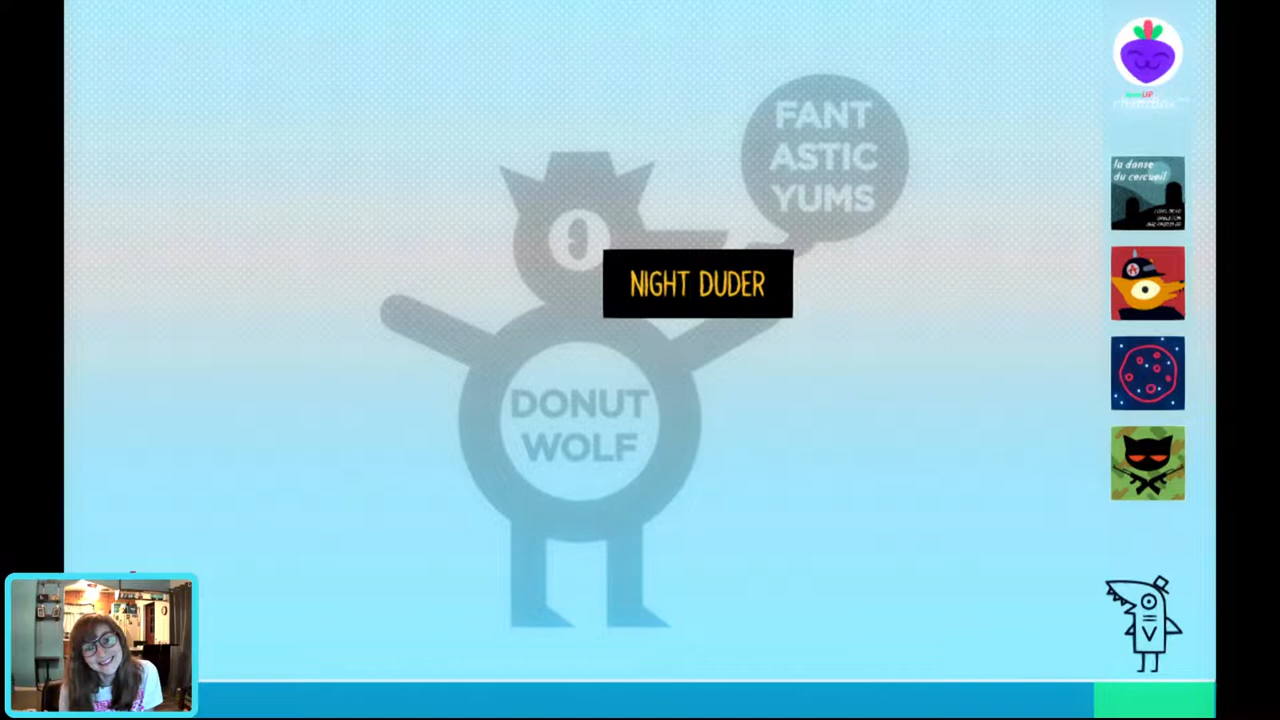 FANT
ASTIC
YUMS
NIGHT DUDER
DONUT
WOLF
la danse
du cercueil